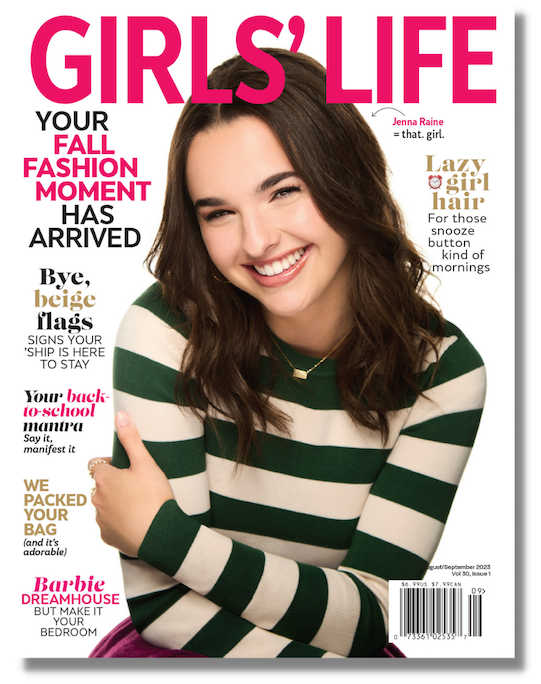 GIRLS' LIFE
YOUR
FALL
FASHION
MOMENT
HAS
ARRIVED
Jenna Raine
= that. girl.
Lazy
girl
hair
For those
snooze
button
kind of
mornings
Bye,
beige
flags
SIGNS YOUR
'SHIP IS HERE
TO STAY
Your back-
to-school
mantra
Say it,
manifest it
WE
PACKED
YOUR
BAG
(and it's
adorable)
Barbie
DREAMHOUSE
BUT MAKE IT
YOUR
BEDROOM
August/September 2023
Vol 30, Issue 1
$6.99US $7.99CAN
09>
0 73361 02535 7